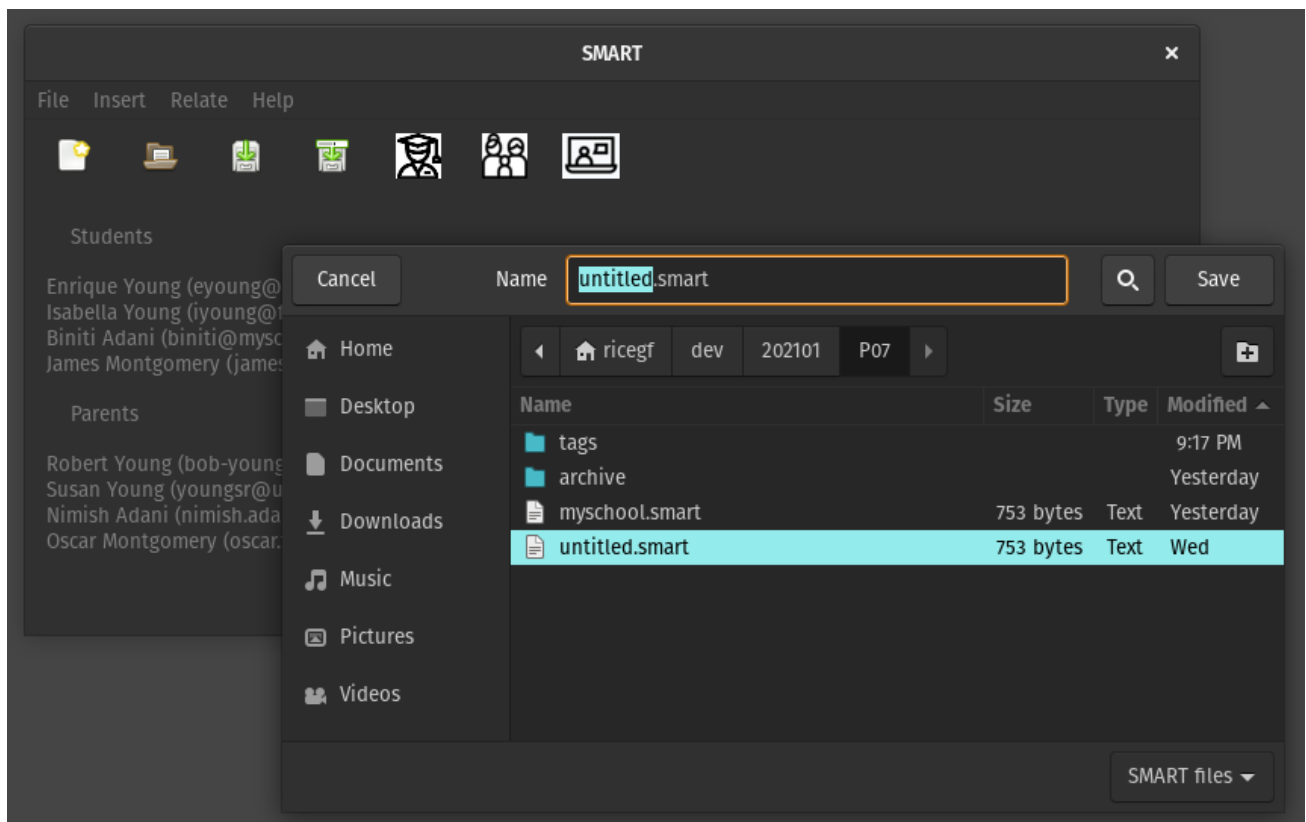 SMART ×
File Insert Relate Help
Students
Enrique Young (eyoung@
Isabella Young (iyoung@
Biniti Adani (biniti@mysc
James Montgomery (james
Parents
Robert Young (bob-young
Susan Young (youngsr@u
Nimish Adani (nimish.ada
Oscar Montgomery (oscar.
Cancel Name untitled.smart Save
Home
Desktop
Documents
Downloads
Music
Pictures
Videos
ricegf dev 202101 P07
Name Size Type Modified
tags 9:17 PM
archive Yesterday
myschool.smart 753 bytes Text Yesterday
untitled.smart 753 bytes Text Wed
SMART files